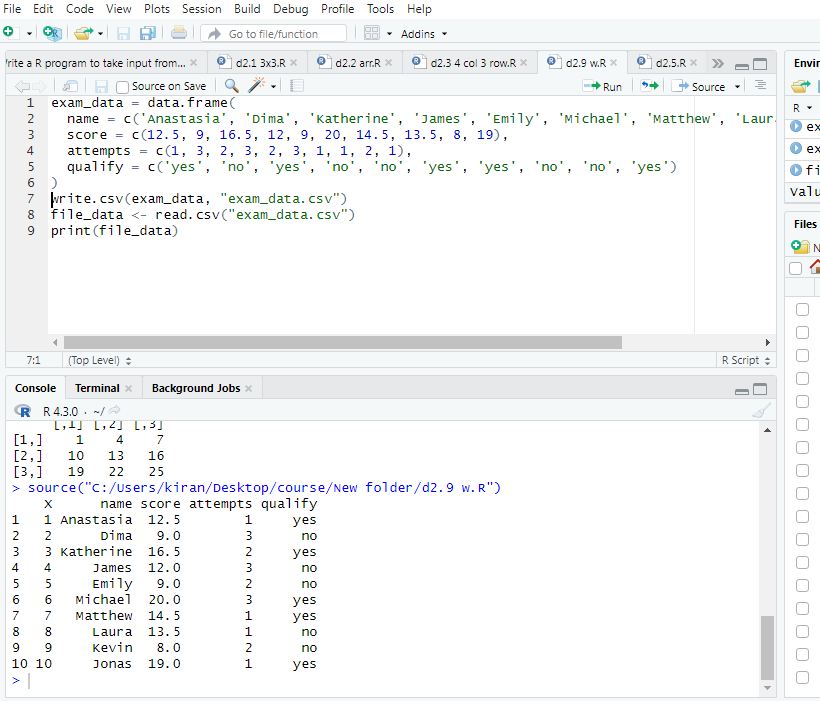 File Edit Code View Plots Session Build Debug Profile Tools Help
Go to file/function Addins
rite a R program to take input from... d2.1 3x3.R d2.2 arr.R d2.3 4 col 3 row.R d2.9 w.R d2.5.R
Source on Save Run Source
1 exam_data = data.frame(
2 name = c('Anastasia', 'Dima', 'Katherine', 'James', 'Emily', 'Michael', 'Matthew', 'Laur
3 score = c(12.5, 9, 16.5, 12, 9, 20, 14.5, 13.5, 8, 19),
4 attempts = c(1, 3, 2, 3, 2, 3, 1, 1, 2, 1),
5 qualify = c('yes', 'no', 'yes', 'no', 'no', 'yes', 'yes', 'no', 'no', 'yes')
6 )
7 write.csv(exam_data, "exam_data.csv")
8 file_data <- read.csv("exam_data.csv")
9 print(file_data)
7:1 (Top Level) R Script
Console Terminal Background Jobs
R 4.3.0 · ~/
[,1] [,2] [,3]
[1,] 1 4 7
[2,] 10 13 16
[3,] 19 22 25
> source("C:/Users/kiran/Desktop/course/New folder/d2.9 w.R")
X name score attempts qualify
1 1 Anastasia 12.5 1 yes
2 2 Dima 9.0 3 no
3 3 Katherine 16.5 2 yes
4 4 James 12.0 3 no
5 5 Emily 9.0 2 no
6 6 Michael 20.0 3 yes
7 7 Matthew 14.5 1 yes
8 8 Laura 13.5 1 no
9 9 Kevin 8.0 2 no
10 10 Jonas 19.0 1 yes
>
Envir
R
ex
ex
fi
Valu
Files
N